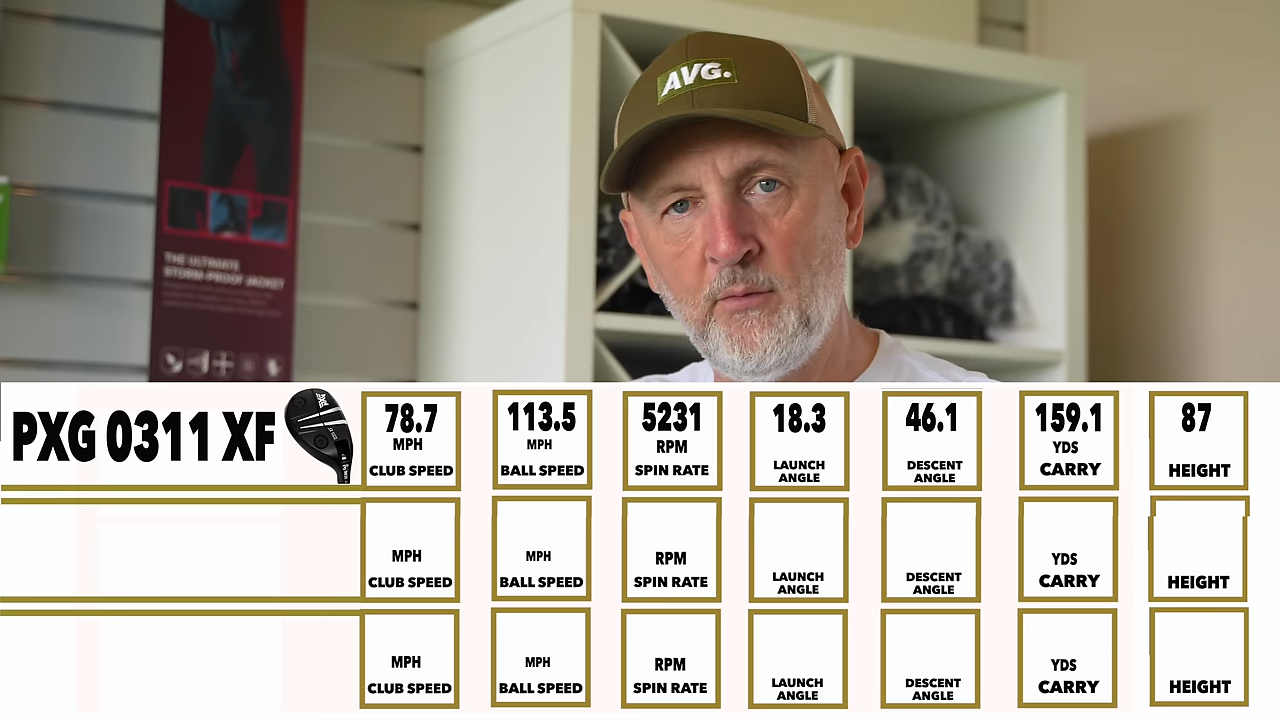 AVG.
THE ULTIMATE
STORM-PROOF JACKET
PXG 0311 XF
78.7
MPH
CLUB SPEED
113.5
MPH
BALL SPEED
5231
RPM
SPIN RATE
18.3
LAUNCH
ANGLE
46.1
DESCENT
ANGLE
159.1
YDS
CARRY
87
HEIGHT
MPH
CLUB SPEED
MPH
BALL SPEED
RPM
SPIN RATE
LAUNCH
ANGLE
DESCENT
ANGLE
YDS
CARRY
HEIGHT
MPH
CLUB SPEED
MPH
BALL SPEED
RPM
SPIN RATE
LAUNCH
ANGLE
DESCENT
ANGLE
YDS
CARRY
HEIGHT